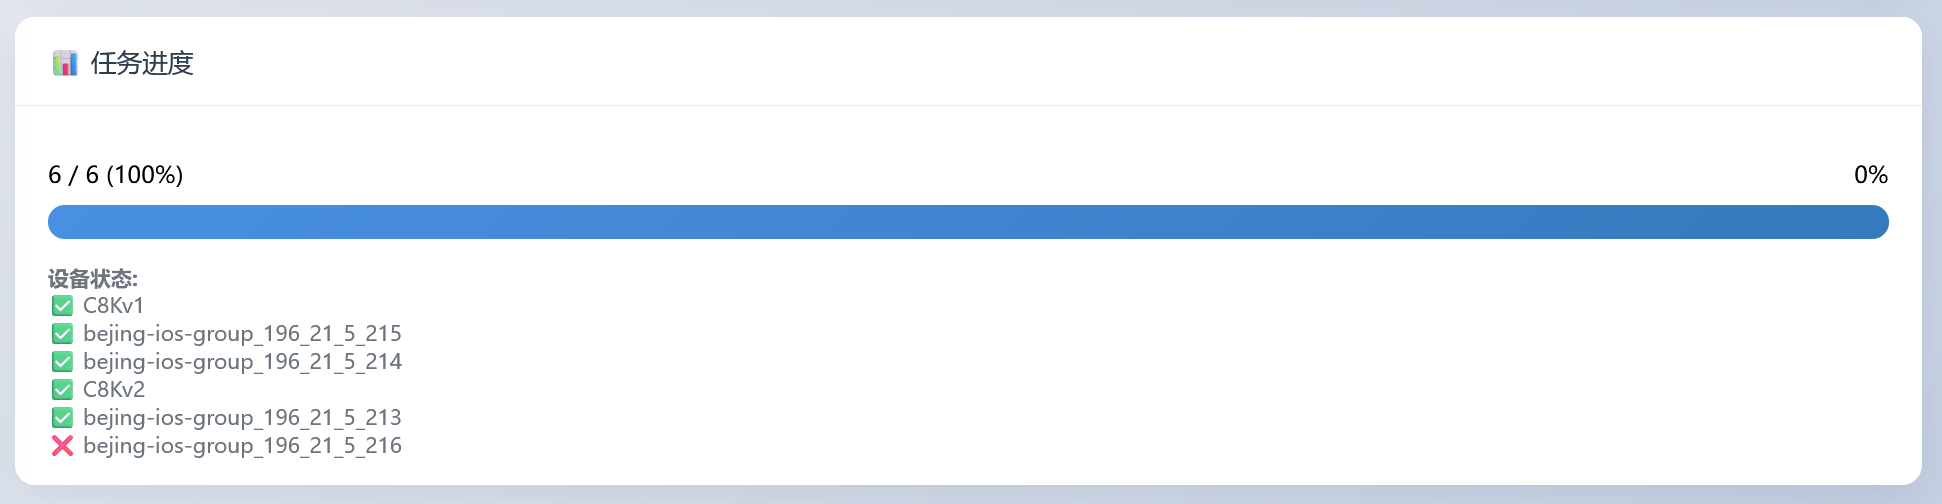 📊 任务进度
6 / 6 (100%) 0%
设备状态:
✅ C8Kv1
✅ bejing-ios-group_196_21_5_215
✅ bejing-ios-group_196_21_5_214
✅ C8Kv2
✅ bejing-ios-group_196_21_5_213
❌ bejing-ios-group_196_21_5_216